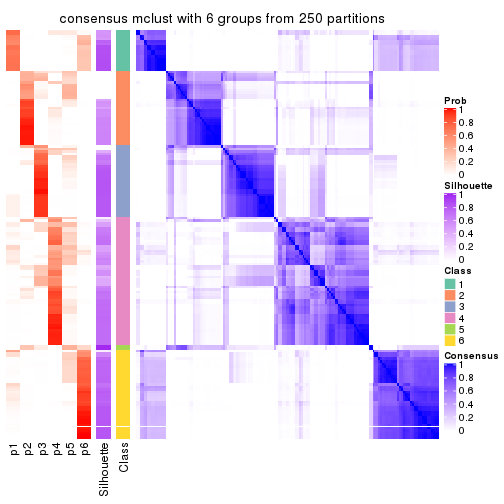 consensus mclust with 6 groups from 250 partitions
Prob
1
0.8
0.6
0.4
0.2
0
Silhouette
1
0.8
0.6
0.4
0.2
0
Class
1
2
3
4
5
6
Consensus
1
0.8
0.6
0.4
0.2
0
p1
p2
p3
p4
p5
p6
Silhouette
Class